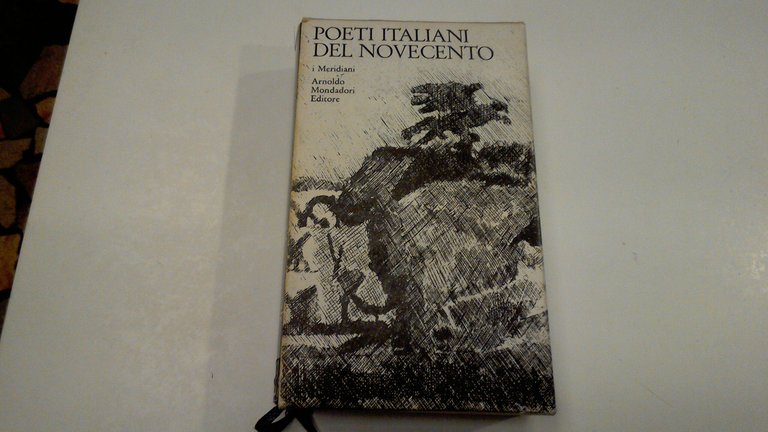 POETI ITALIANI
DEL NOVECENTO
i Meridiani
Arnoldo
Mondadori
Editore